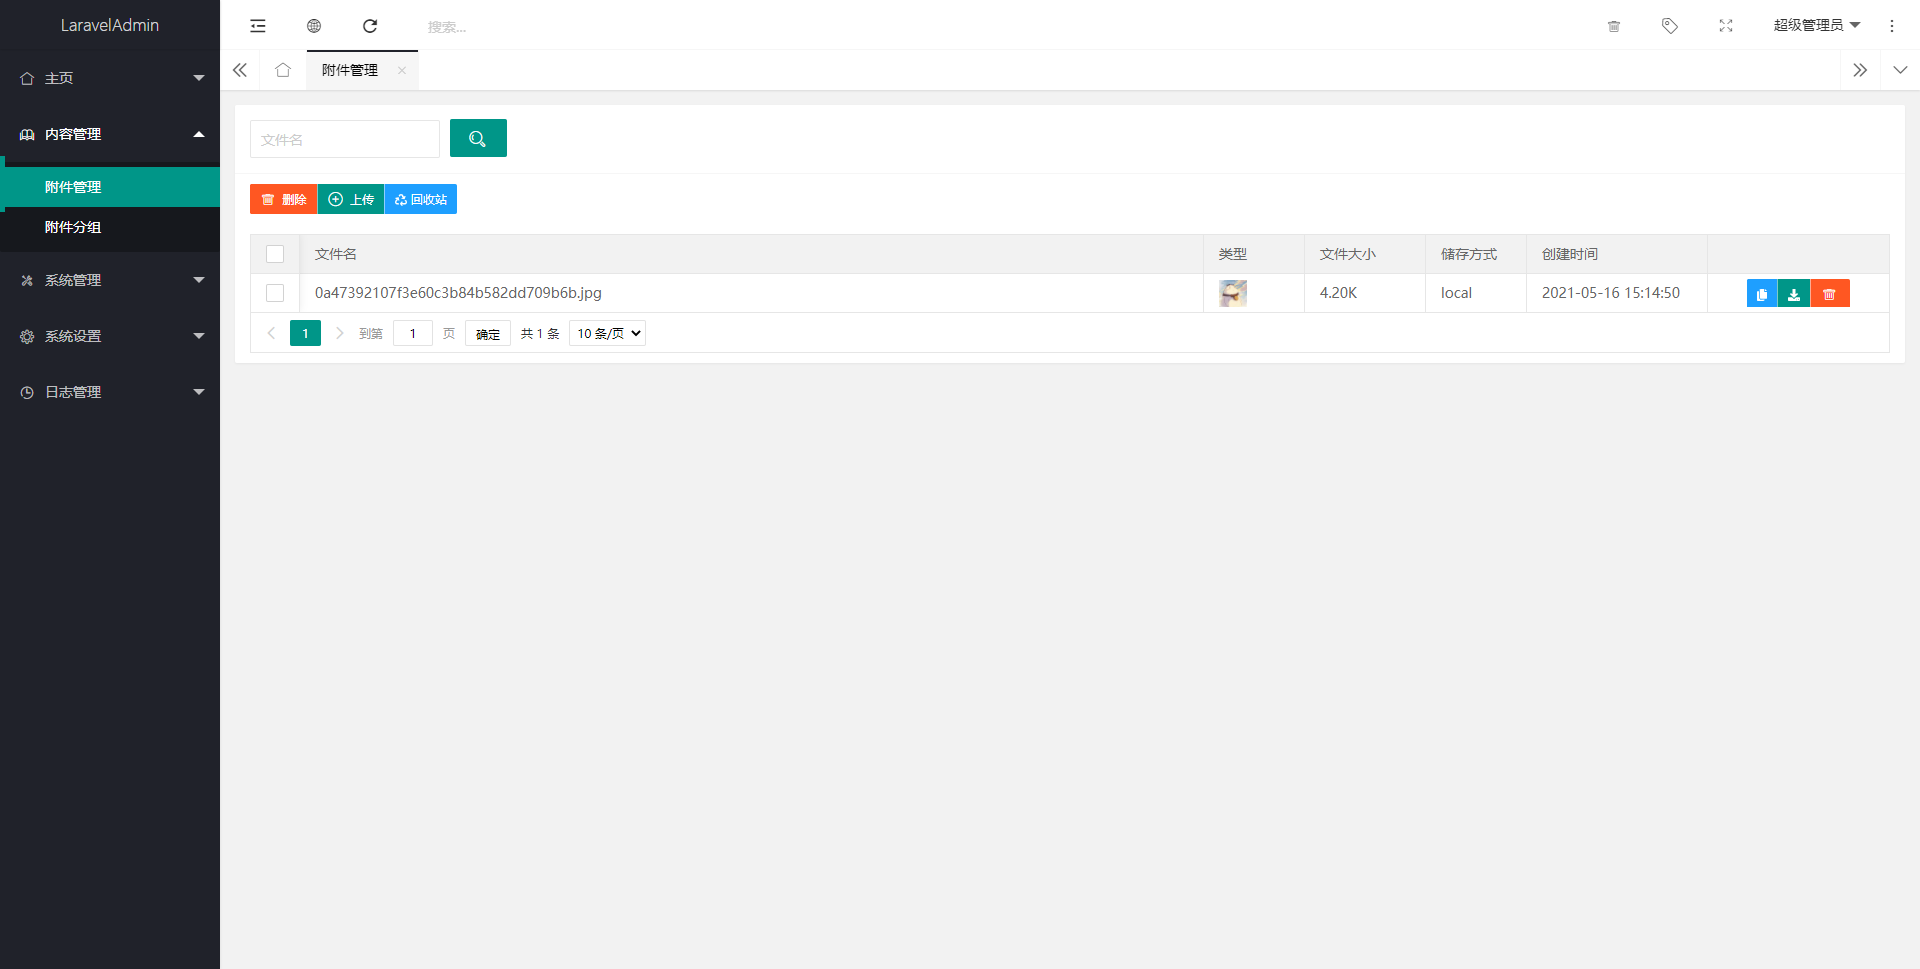 LaravelAdmin
搜索...
超级管理员
主页
内容管理
附件管理
附件分组
系统管理
系统设置
日志管理
附件管理
文件名
删除 上传 回收站
文件名 类型 文件大小 储存方式 创建时间
0a47392107f3e60c3b84b582dd709b6b.jpg 4.20K local 2021-05-16 15:14:50
1 到第 1 页 确定 共 1 条 10 条/页